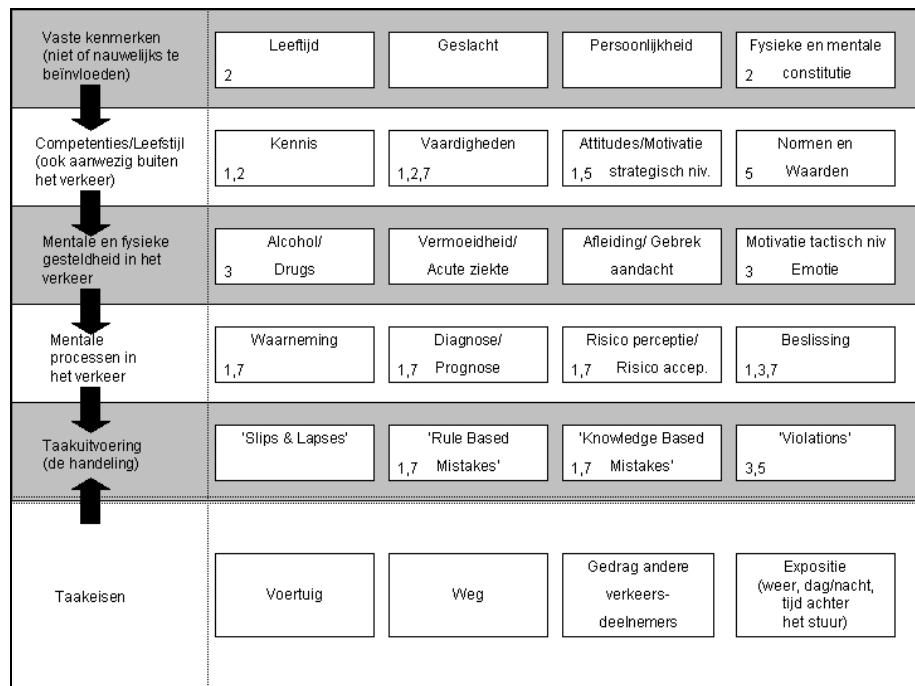 Vaste kenmerken
(niet of nauwelijks te
beïnvloeden)
Leeftijd
2
Geslacht
Persoonlijkheid
Fysieke en mentale
2 constitutie
Competenties/Leefstijl
(ook aanwezig buiten
het verkeer)
Kennis
1,2
Vaardigheden
1,2,7
Attitudes/Motivatie
1,5 strategisch niv.
Normen en
5 Waarden
Mentale en fysieke
gesteldheid in het
verkeer
Alcohol/
3 Drugs
Vermoeidheid/
Acute ziekte
Afleiding/ Gebrek
aandacht
Motivatie tactisch niv
3 Emotie
Mentale
processen in
het verkeer
Waarneming
1,7
Diagnose/
1,7 Prognose
Risico perceptie/
1,7 Risico accep.
Beslissing
1,3,7
Taakuitvoering
(de handeling)
'Slips & Lapses'
'Rule Based
1,7 Mistakes'
'Knowledge Based
1,7 Mistakes'
'Violations'
3,5
Taakeisen
Voertuig
Weg
Gedrag andere
verkeers-
deelnemers
Expositie
(weer, dag/nacht,
tijd achter
het stuur)